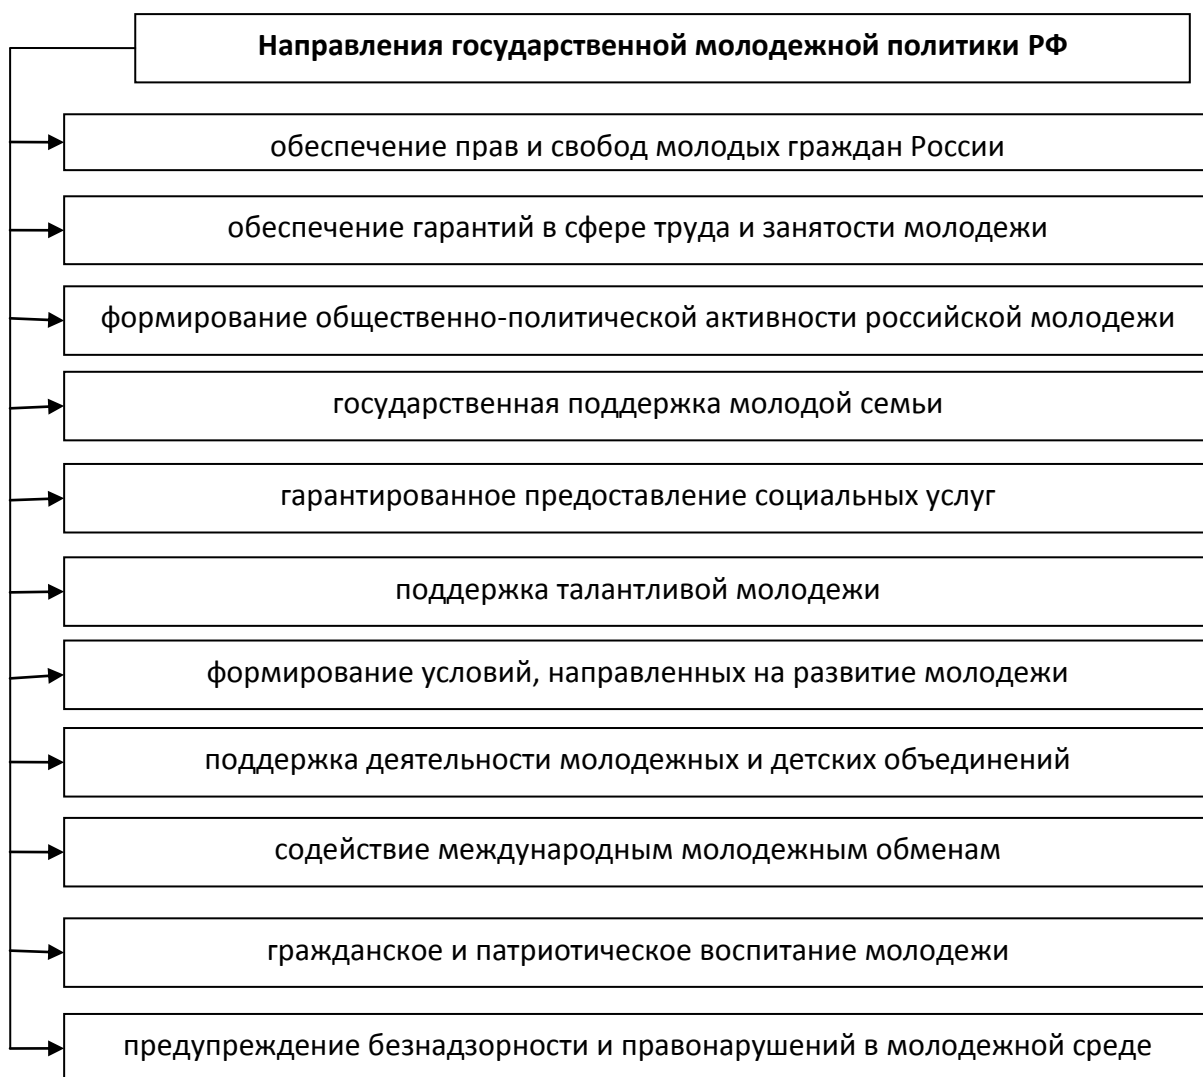 Направления государственной молодежной политики РФ
обеспечение прав и свобод молодых граждан России
обеспечение гарантий в сфере труда и занятости молодежи
формирование общественно-политической активности российской молодежи
государственная поддержка молодой семьи
гарантированное предоставление социальных услуг
поддержка талантливой молодежи
формирование условий, направленных на развитие молодежи
поддержка деятельности молодежных и детских объединений
содействие международным молодежным обменам
гражданское и патриотическое воспитание молодежи
предупреждение безнадзорности и правонарушений в молодежной среде